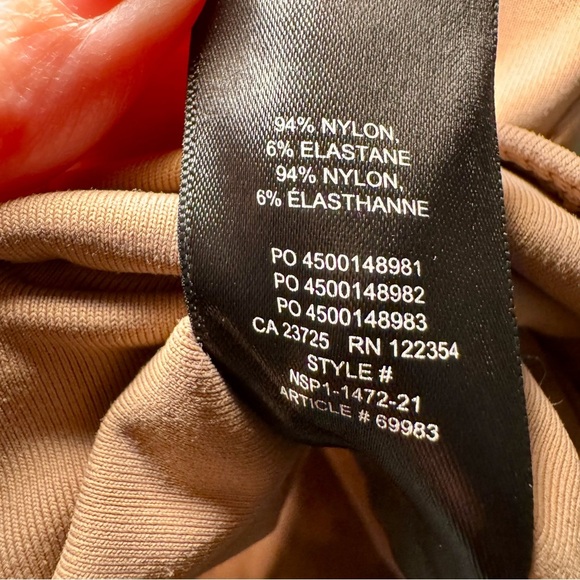 94% NYLON,
6% ELASTANE
94% NYLON,
6% ÉLASTHANNE
PO 4500148981
PO 4500148982
PO 4500148983
CA 23725 RN 122354
STYLE #
NSP1-1472-21
ARTICLE # 69983